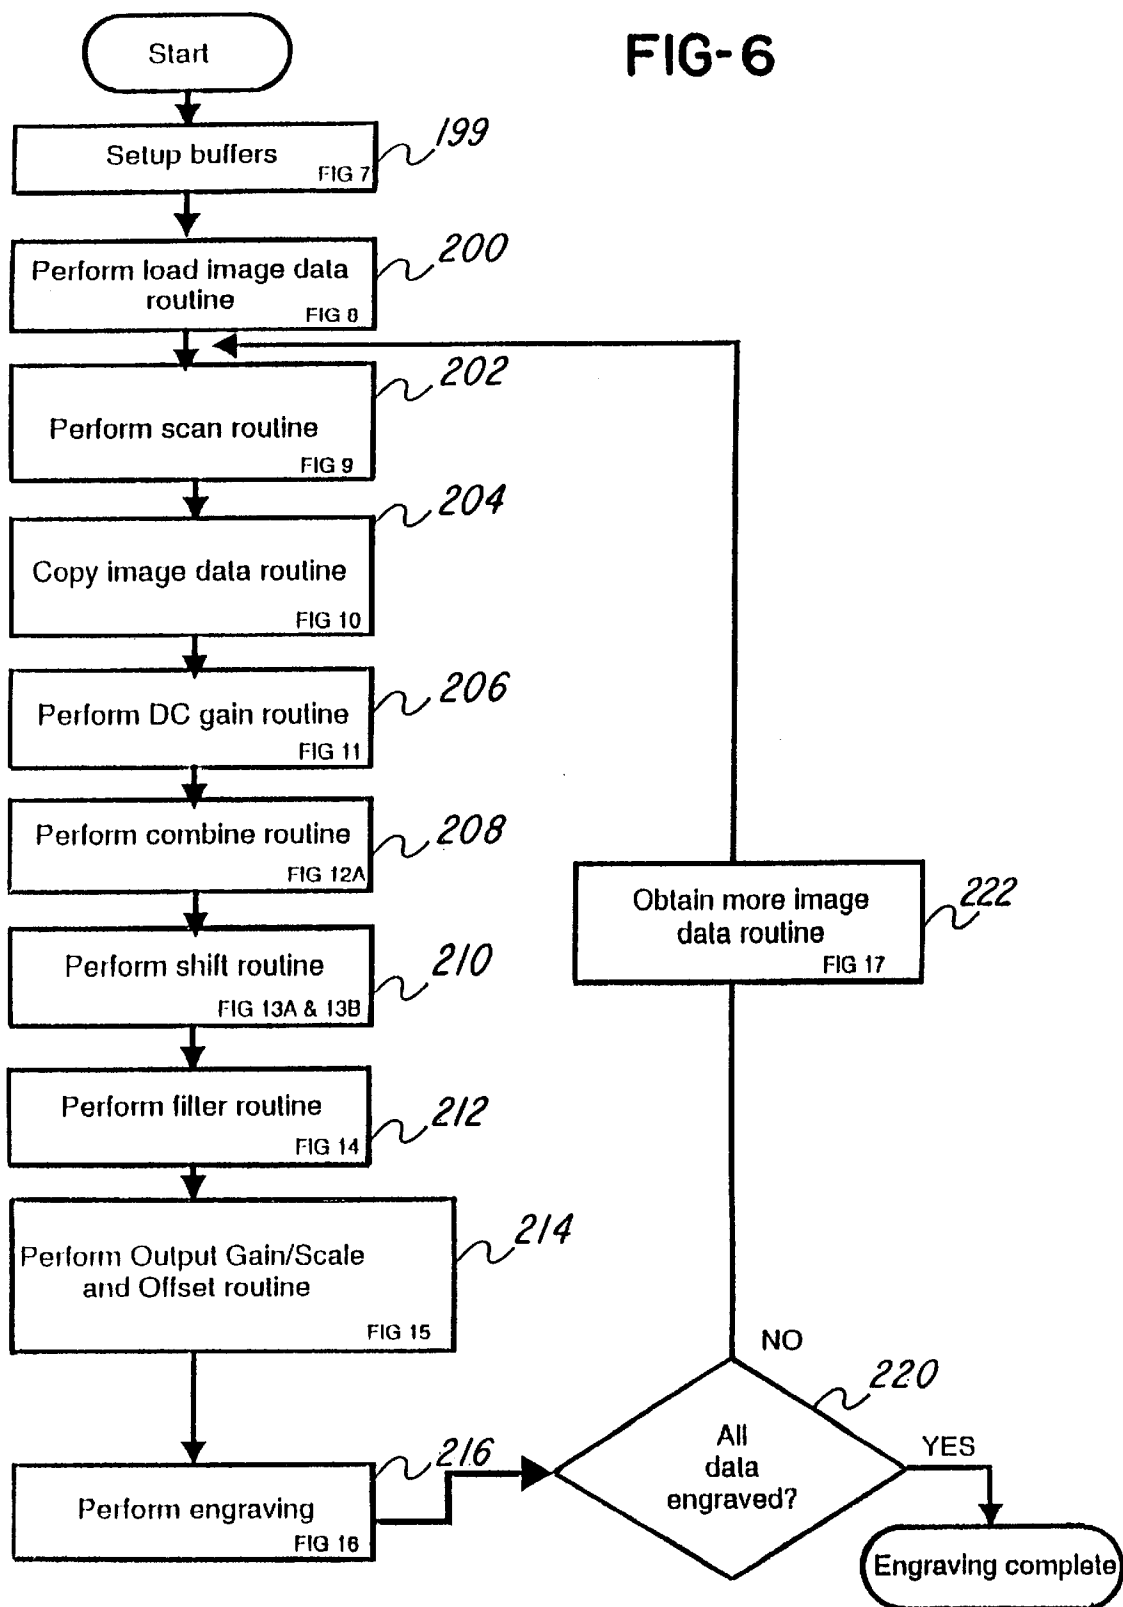 FIG-6
Start
Setup buffers
FIG 7
199
Perform load image data
routine
FIG 8
200
Perform scan routine
FIG 9
202
Copy image data routine
FIG 10
204
Perform DC gain routine
FIG 11
206
Perform combine routine
FIG 12A
208
Perform shift routine
FIG 13A & 13B
210
Perform filter routine
FIG 14
212
Perform Output Gain/Scale
and Offset routine
FIG 15
214
Perform engraving
FIG 16
216
All
data
engraved?
220
NO
Obtain more image
data routine
FIG 17
222
YES
Engraving complete